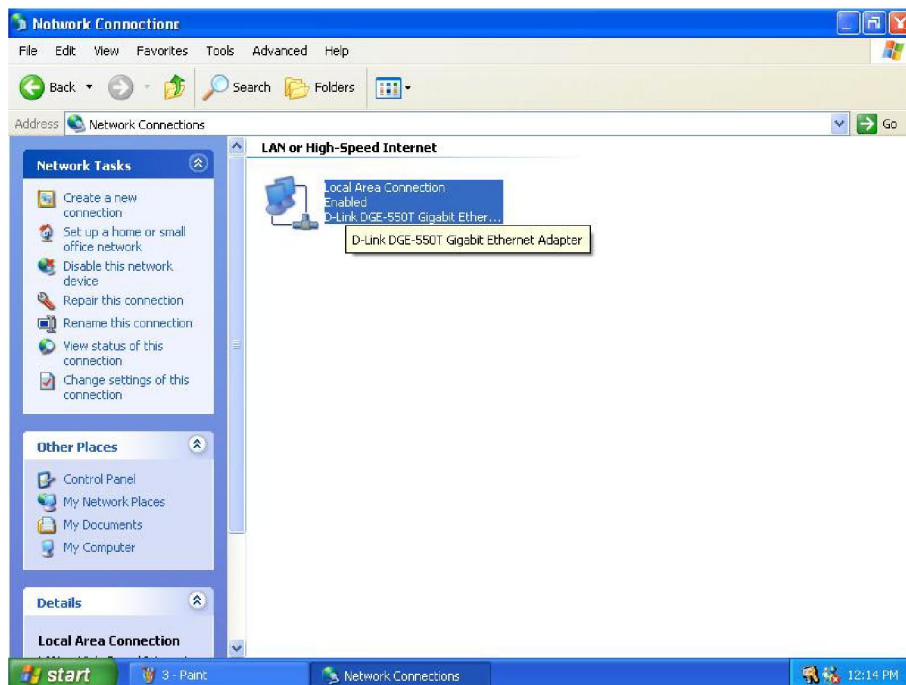 Network Connections
File Edit View Favorites Tools Advanced Help
Back Search Folders
Address Network Connections Go
Network Tasks
Create a new
connection
Set up a home or small
office network
Disable this network
device
Repair this connection
Rename this connection
View status of this
connection
Change settings of this
connection
Other Places
Control Panel
My Network Places
My Documents
My Computer
Details
Local Area Connection
LAN or High-Speed Internet
Local Area Connection
Enabled
D-Link DGE-550T Gigabit Ether...
D-Link DGE-550T Gigabit Ethernet Adapter
start 3 - Paint Network Connections 12:14 PM